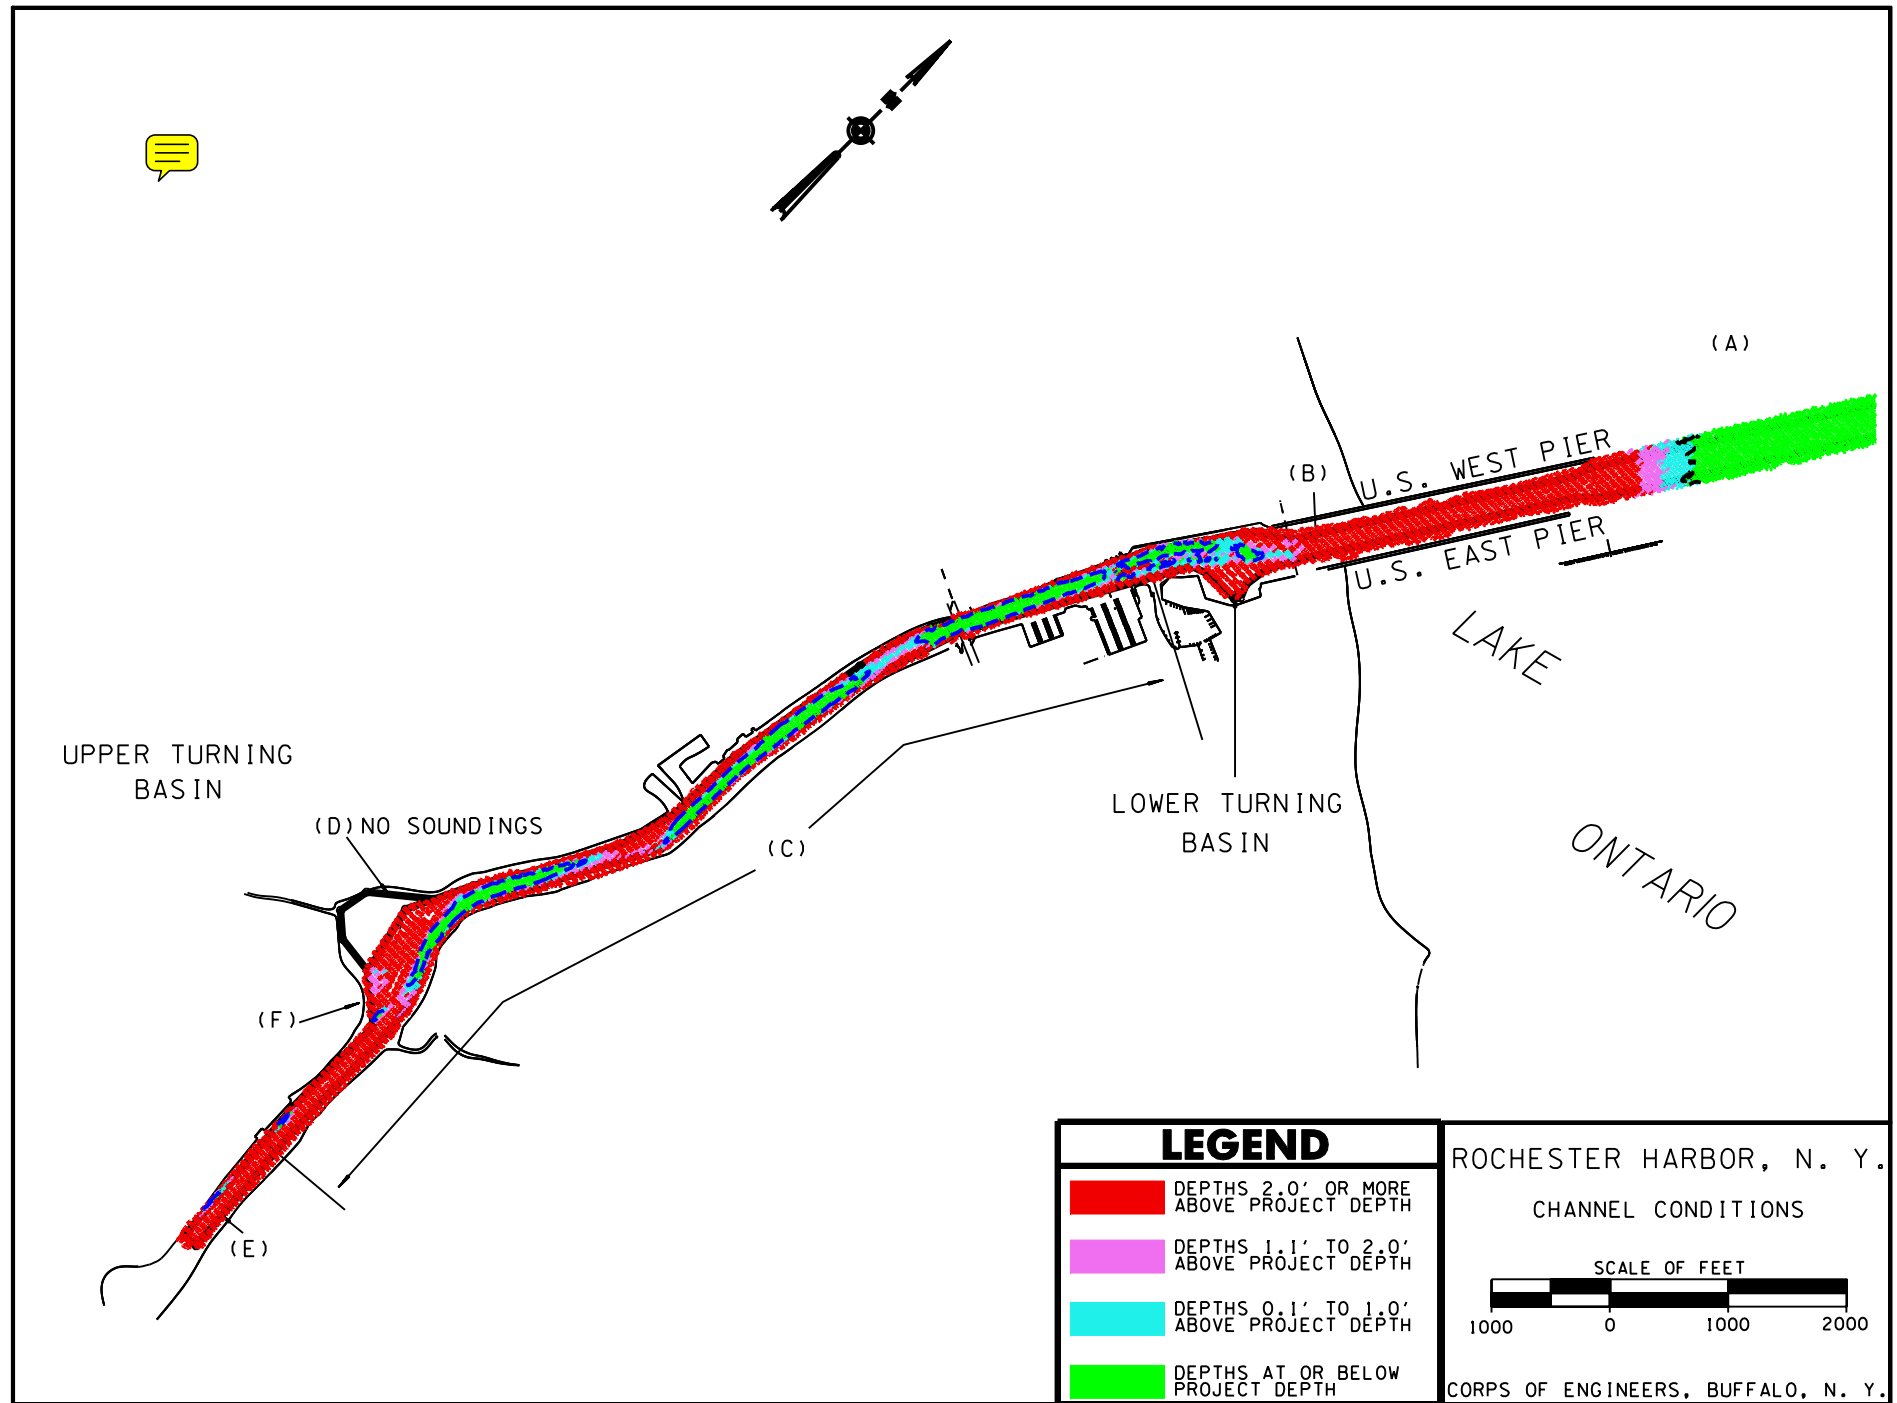 (A)
U.S. WEST PIER
(B)
U.S. EAST PIER
LAKE
ONTARIO
UPPER TURNING
BASIN
(D) NO SOUNDINGS
LOWER TURNING
BASIN
(C)
(F)
(E)
LEGEND
DEPTHS 2.0' OR MORE
ABOVE PROJECT DEPTH
DEPTHS 1.1' TO 2.0'
ABOVE PROJECT DEPTH
DEPTHS 0.1' TO 1.0'
ABOVE PROJECT DEPTH
DEPTHS AT OR BELOW
PROJECT DEPTH
ROCHESTER HARBOR, N. Y.
CHANNEL CONDITIONS
SCALE OF FEET
1000 0 1000 2000
CORPS OF ENGINEERS, BUFFALO, N. Y.